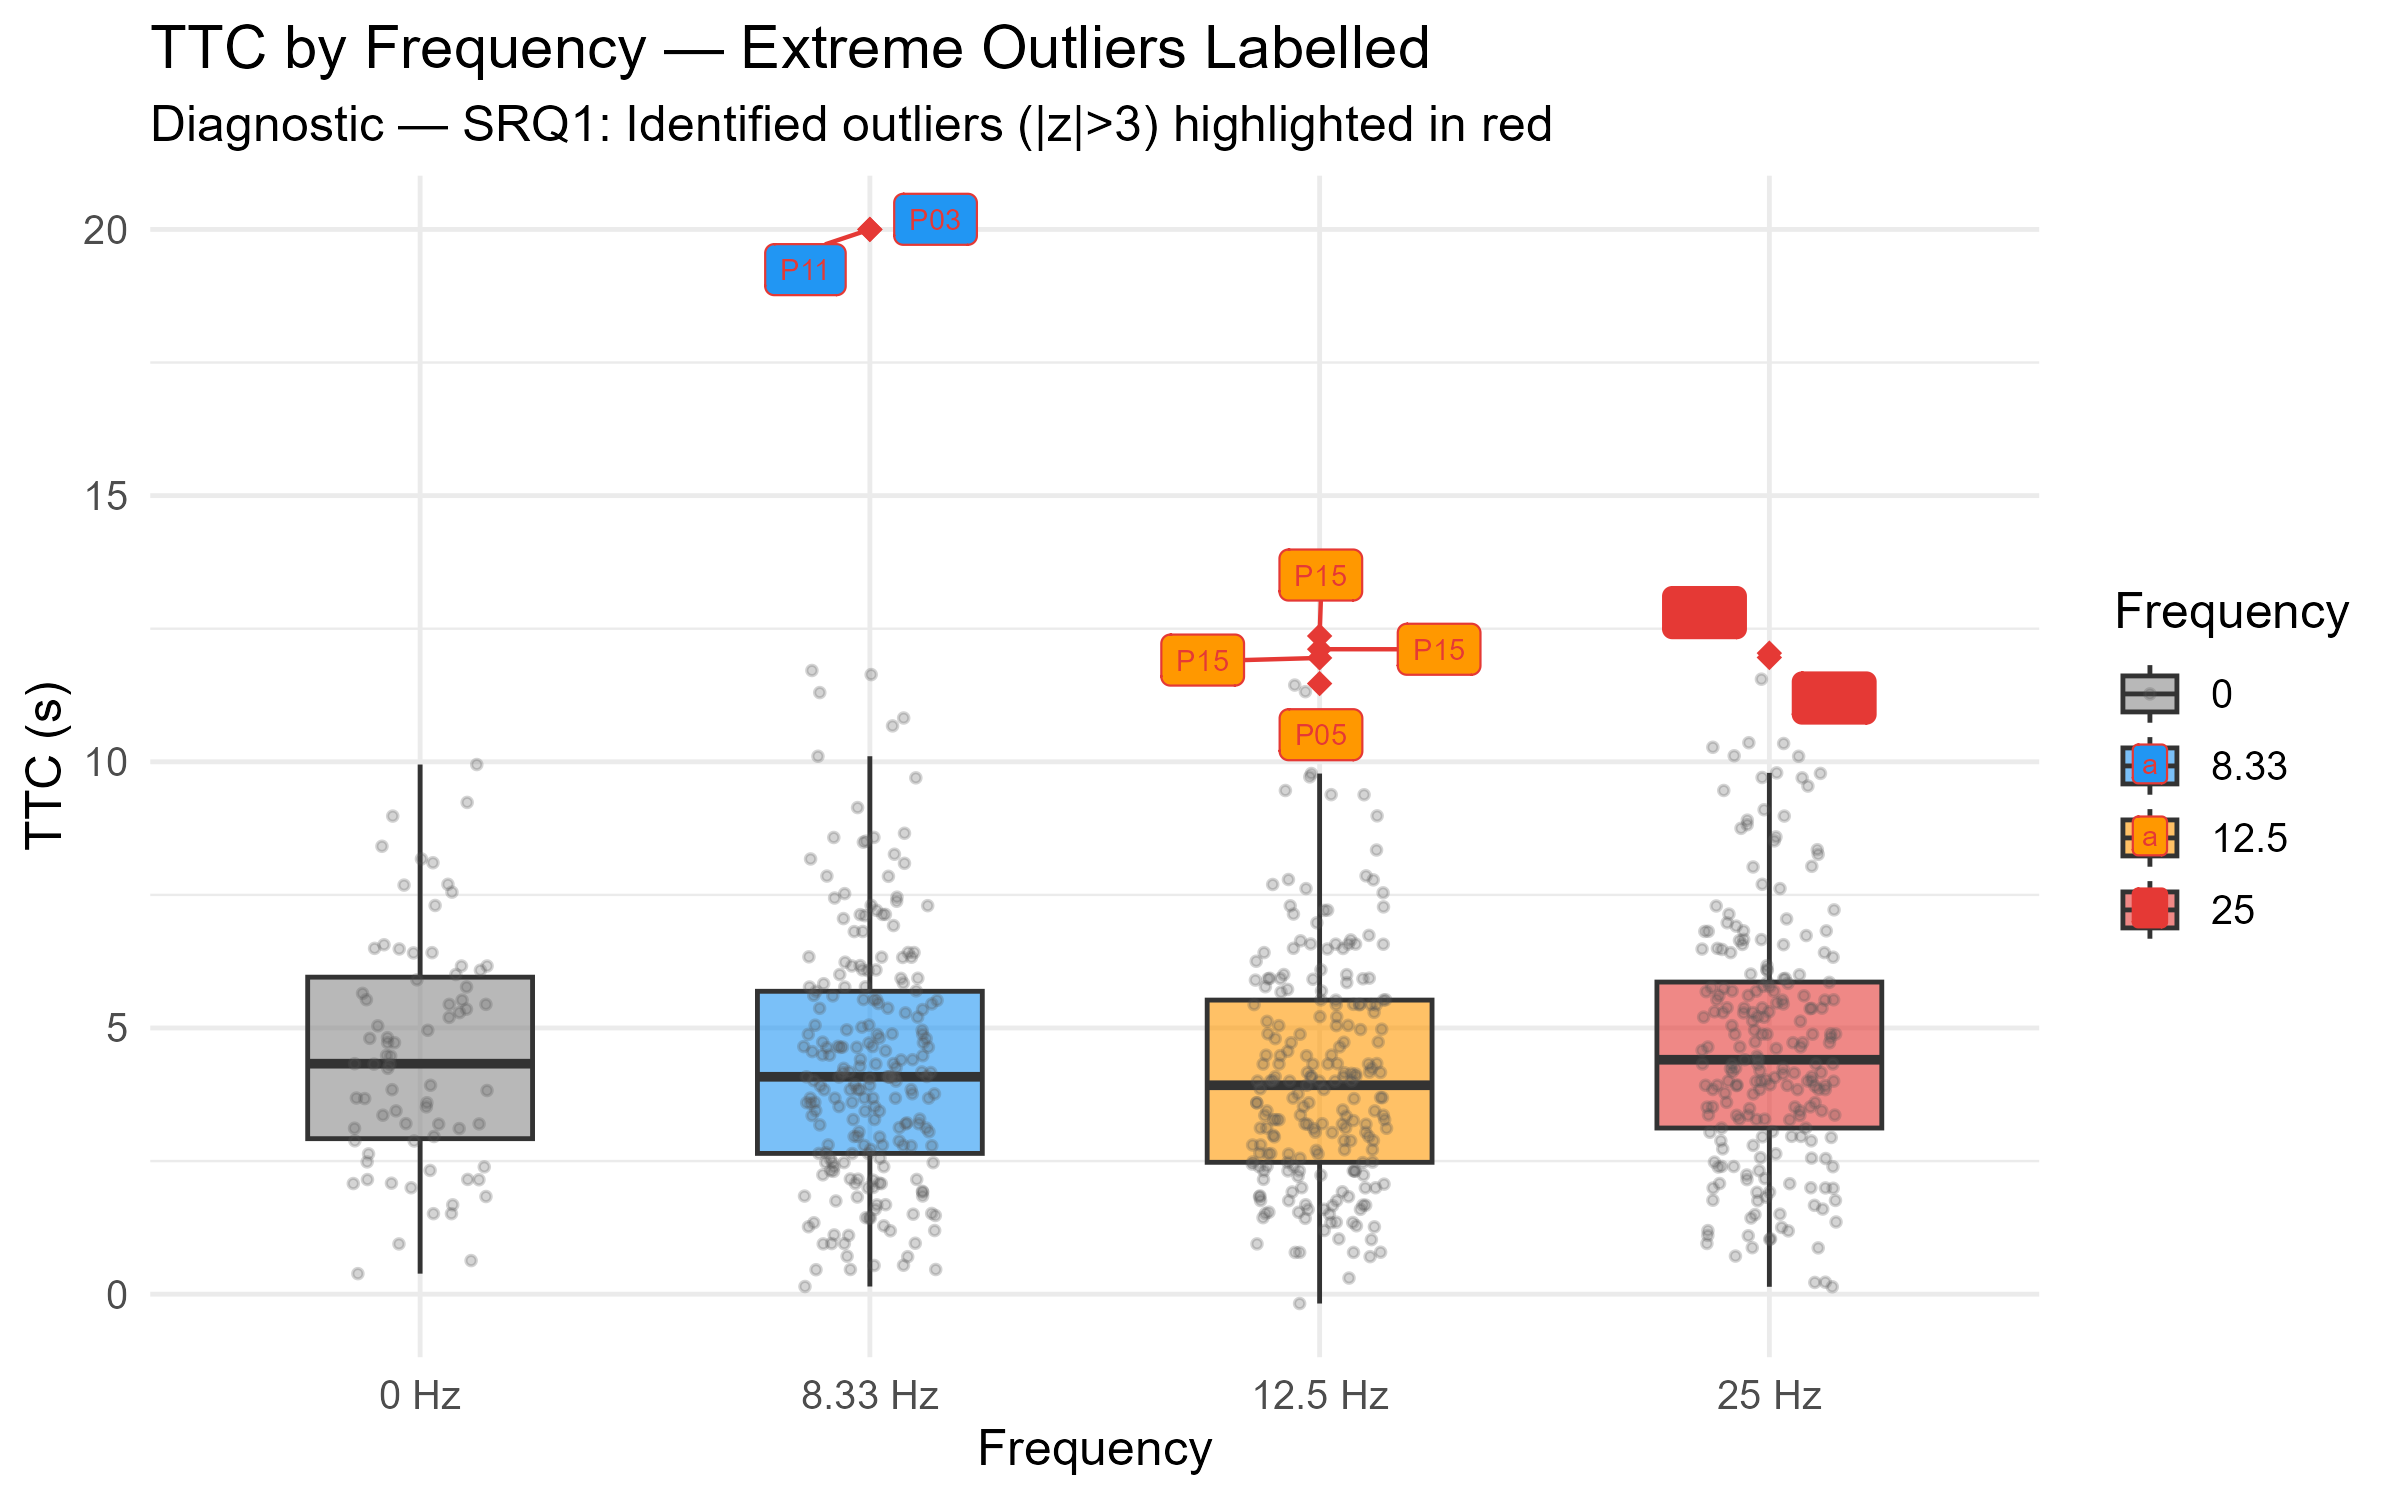 TTC by Frequency — Extreme Outliers Labelled
Diagnostic — SRQ1: Identified outliers (|z|>3) highlighted in red
TTC (s)
20
15
10
5
0
P03
P11
P15
P15
P15
P05
0 Hz
8.33 Hz
12.5 Hz
25 Hz
Frequency
Frequency
0
a
8.33
a
12.5
25